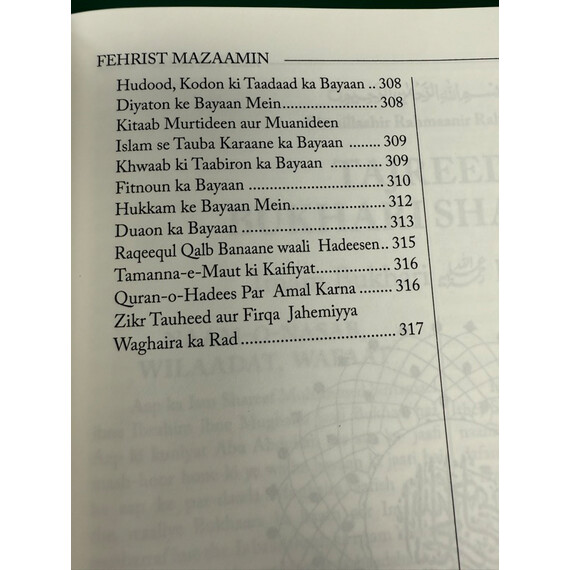 FEHRIST MAZAAMIN
Hudood, Kodon ki Taadaad ka Bayaan .. 308
Diyaton ke Bayaan Mein..................... 308
Kitaab Murtideen aur Muanideen
Islam se Tauba Karaane ka Bayaan ........ 309
Khwaab ki Taabiron ka Bayaan ............. 309
Fitnoun ka Bayaan ............................. 310
Hukkam ke Bayaan Mein.................... 312
Duaon ka Bayaan ............................... 313
Raqeequl Qalb Banaane waali Hadeesen.. 315
Tamanna-e-Maut ki Kaifiyat................ 316
Quran-o-Hadees Par Amal Karna ........ 316
Zikr Tauheed aur Firqa Jahemiyya
Waghaira ka Rad ................................. 317
WILAADAT, WAFAAT